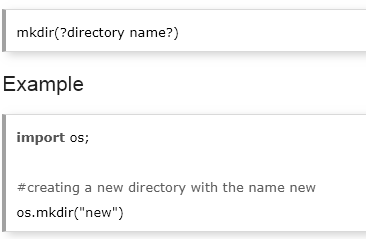 mkdir(?directory name?)
Example
import os;
#creating a new directory with the name new
os.mkdir("new")